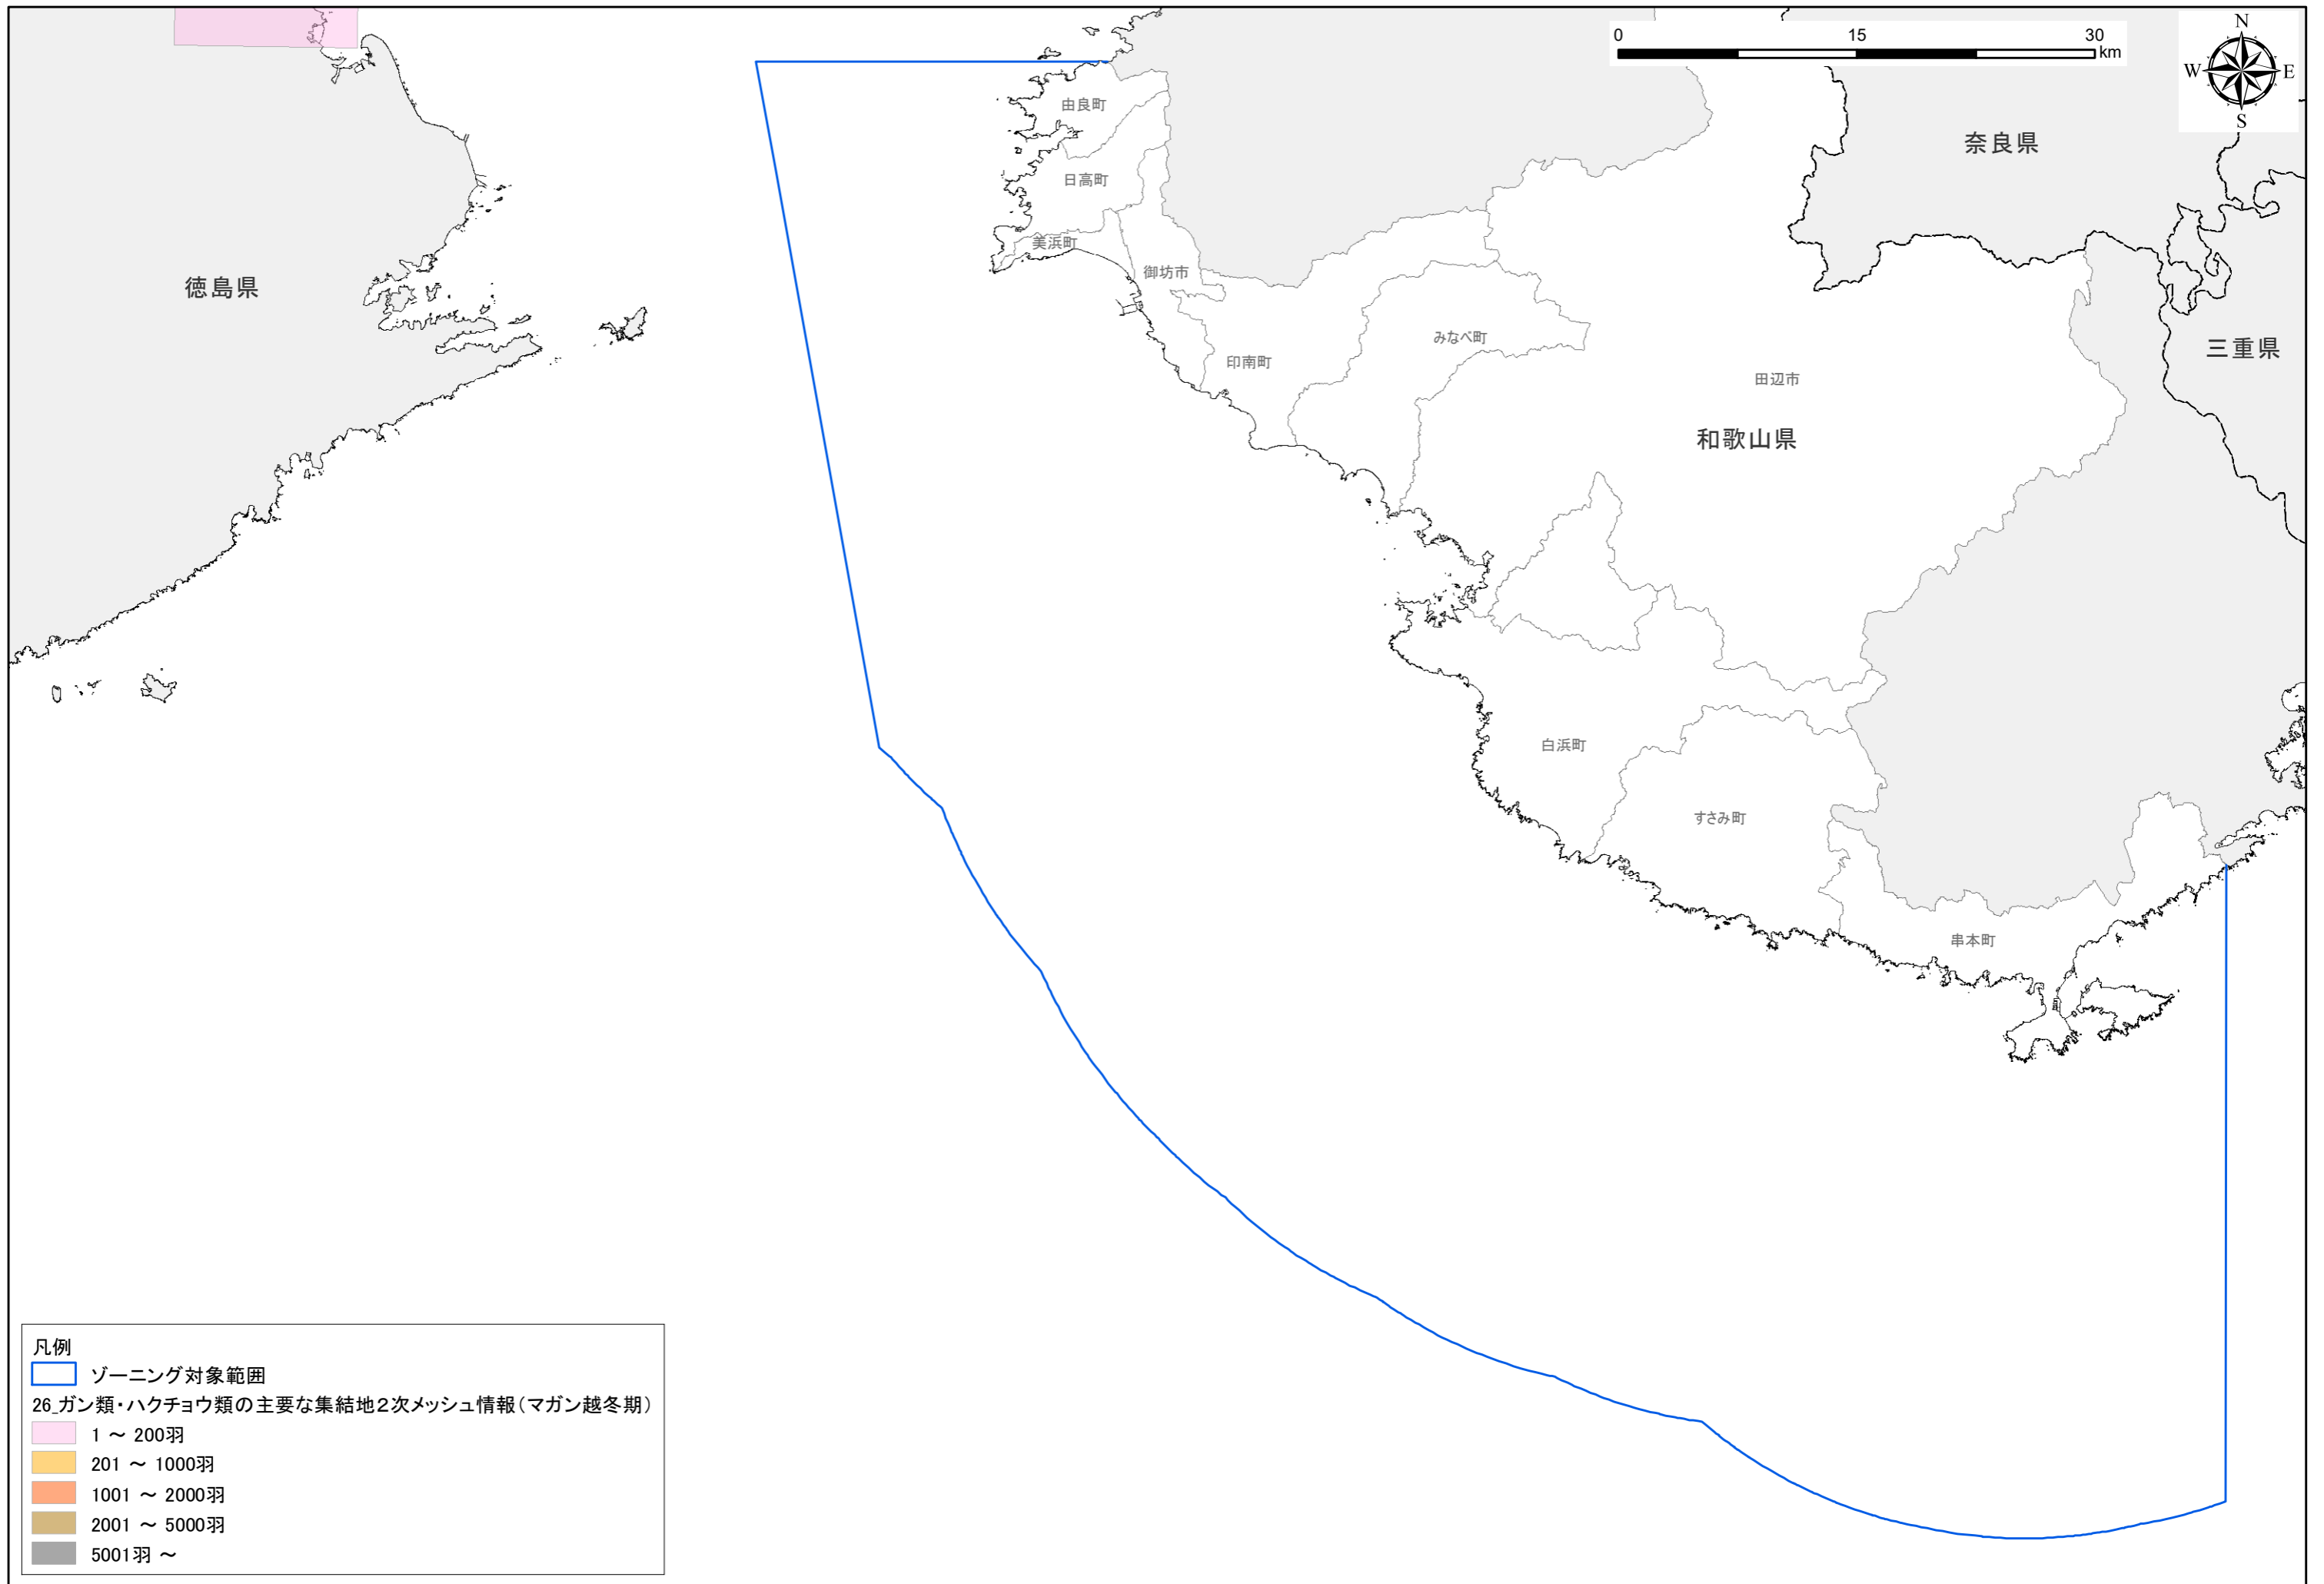 0 15 30
km
N
W E
S
由良町
奈良県
日高町
美浜町
御坊市
徳島県
みなべ町
三重県
印南町
田辺市
和歌山県
白浜町
すさみ町
串本町
凡例
ゾーニング対象範囲
26_ガン類・ハクチョウ類の主要な集結地2次メッシュ情報(マガン越冬期)
1 ～ 200羽
201 ～ 1000羽
1001 ～ 2000羽
2001 ～ 5000羽
5001羽 ～